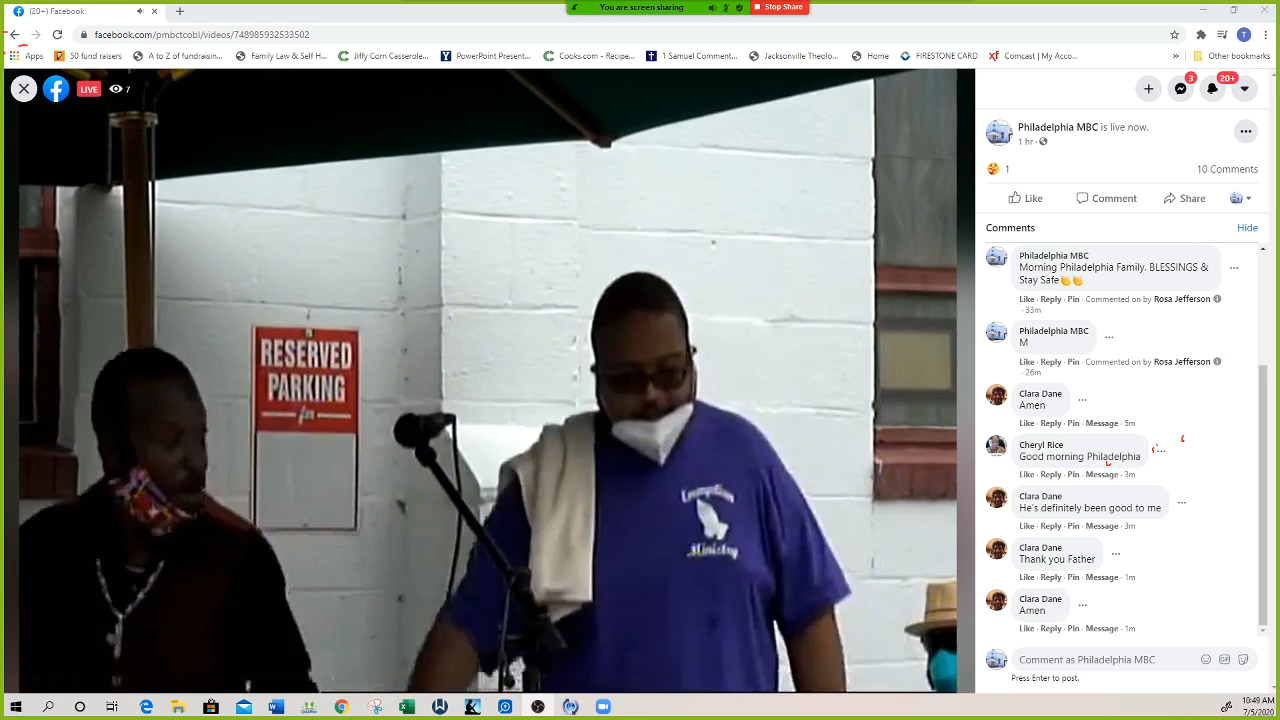 You are screen sharing
Stop Share
(20+) Facebook
facebook.com/pmbctcobl/videos/748985932533502
T
Apps
50 fund raisers
A to Z of fundraisin...
Family Law & Self H...
Jiffy Corn Casserole...
PowerPoint Present...
Cooks.com - Recipe...
1 Samuel Comment...
Jacksonville Theolo...
Home
FIRESTONE CARD
Comcast | My Acco...
»
Other bookmarks
LIVE
7
3
20+
Philadelphia MBC is live now.
1 hr ·
1
10 Comments
Like
Comment
Share
Comments
Hide
Philadelphia MBC
Morning Philadelphia Family. BLESSINGS &
Stay Safe
Like · Reply · Pin · Commented on by Rosa Jefferson
· 33m
Philadelphia MBC
M
Like · Reply · Pin · Commented on by Rosa Jefferson
· 26m
Clara Dane
Amen
Like · Reply · Pin · Message · 5m
Cheryl Rice
Good morning Philadelphia
Like · Reply · Pin · Message · 3m
Clara Dane
He's definitely been good to me
Like · Reply · Pin · Message · 3m
Clara Dane
Thank you Father
Like · Reply · Pin · Message · 1m
Clara Dane
Amen
Like · Reply · Pin · Message · 1m
Comment as Philadelphia MBC
Press Enter to post.
RESERVED
PARKING
Ministry
10:49 AM
7/5/2020